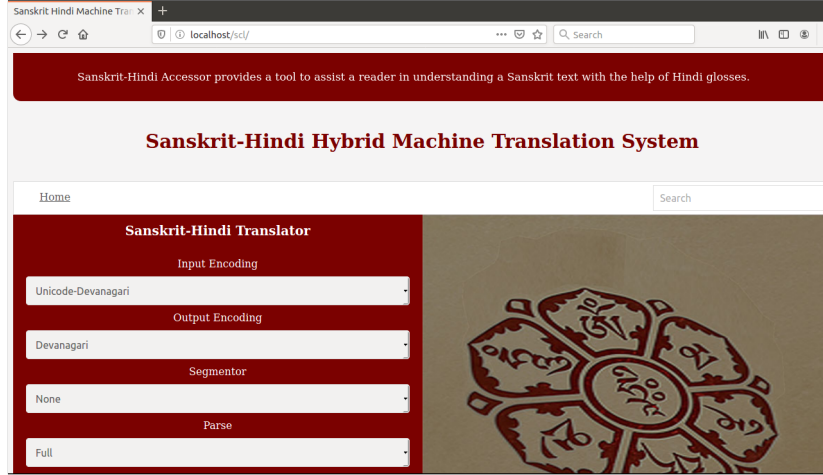 Sanskrit Hindi Machine Tran
localhost/scl/
Search
Sanskrit-Hindi Accessor provides a tool to assist a reader in understanding a Sanskrit text with the help of Hindi glosses.
Sanskrit-Hindi Hybrid Machine Translation System
Home
Search
Sanskrit-Hindi Translator
Input Encoding
Unicode-Devanagari
Output Encoding
Devanagari
Segmentor
None
Parse
Full